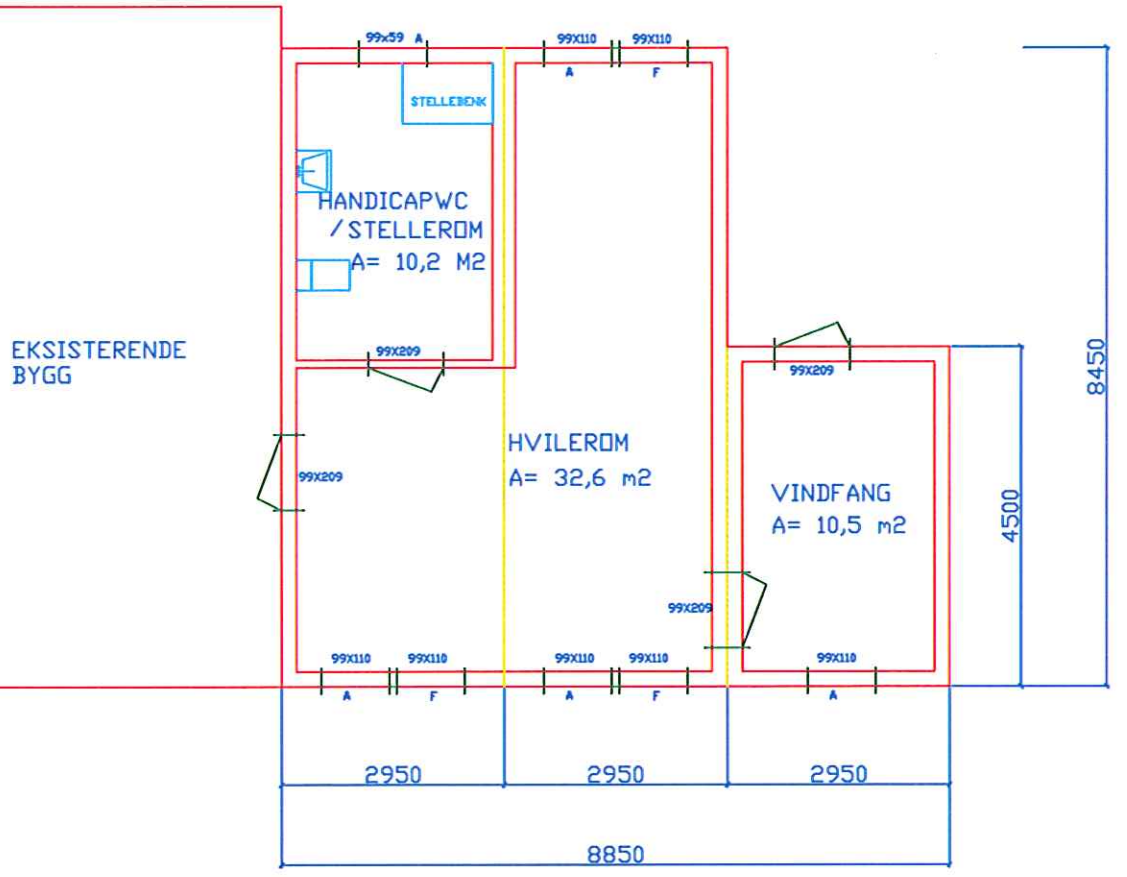 99x59 A
99X110
99X110
A
F
STELLEBENK
HANDICAPWC
/STELLEROM
A= 10,2 M2
EKSISTERENDE
BYGG
99X209
99X209
8450
HVILEROM
A= 32,6 m2
99X209
VINDFANG
A= 10,5 m2
4500
99X209
99X110
99X110
99X110
99X110
99X110
A
F
A
F
A
2950
2950
2950
8850